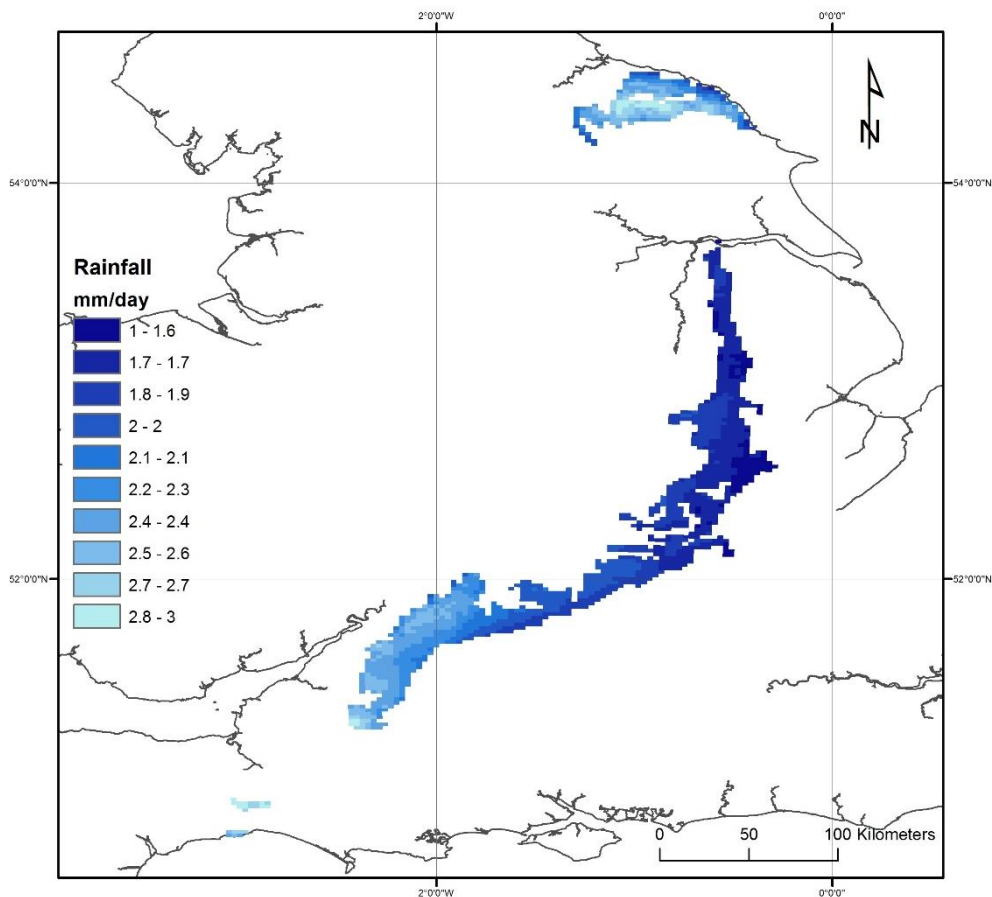 2°0'0"W
0°0'0"
N
54°0'0"N
54°0'0"N
Rainfall
mm/day
1 - 1.6
1.7 - 1.7
1.8 - 1.9
2 - 2
2.1 - 2.1
2.2 - 2.3
2.4 - 2.4
2.5 - 2.6
2.7 - 2.7
2.8 - 3
52°0'0"N
52°0'0"N
0 50 100 Kilometers
2°0'0"W
0°0'0"